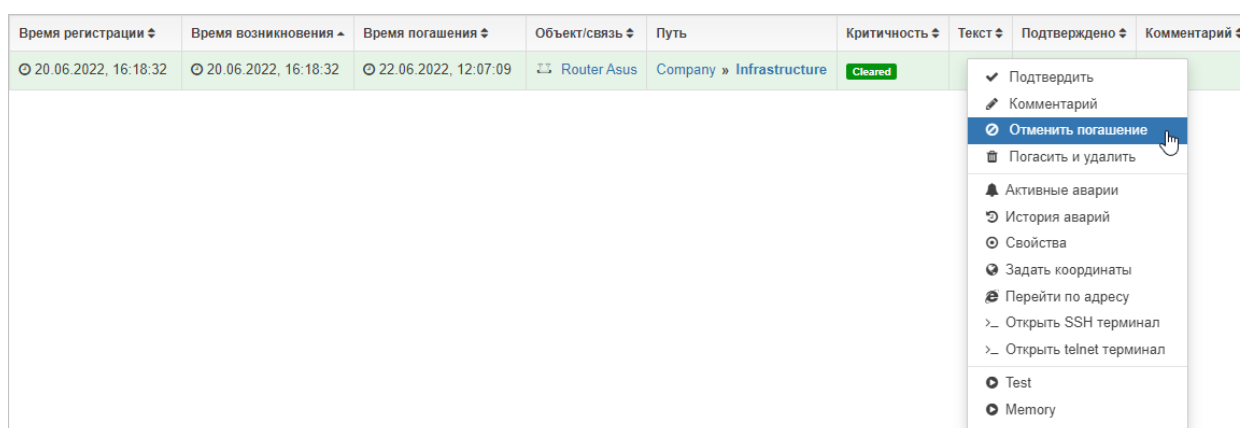 Время регистрации Время возникновения Время погашения Объект/связь Путь Критичность Текст Подтверждено Комментарий
20.06.2022, 16:18:32 20.06.2022, 16:18:32 22.06.2022, 12:07:09 Router Asus Company » Infrastructure Cleared
Подтвердить
Комментарий
Отменить погашение
Погасить и удалить
Активные аварии
История аварий
Свойства
Задать координаты
Перейти по адресу
>_ Открыть SSH терминал
>_ Открыть telnet терминал
Test
Memory